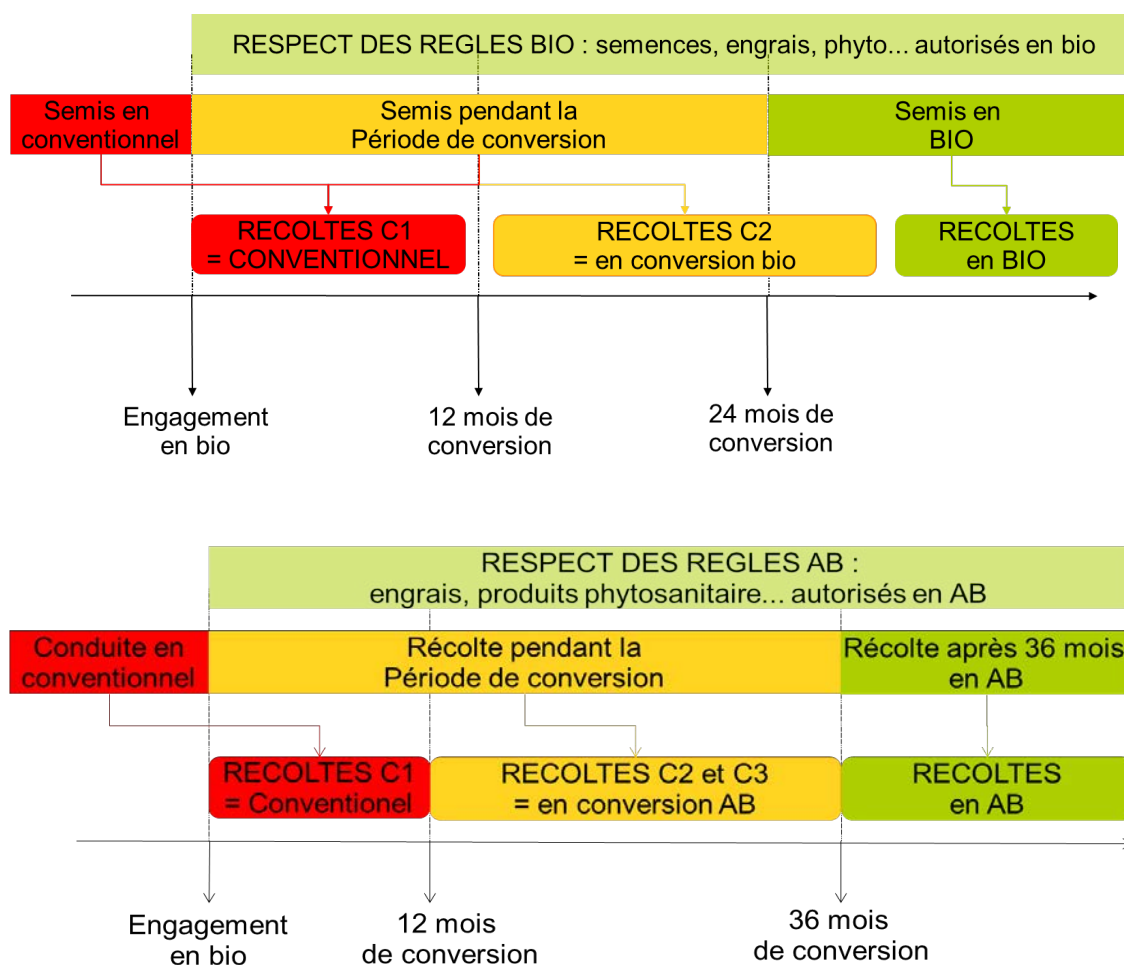 RESPECT DES REGLES BIO : semences, engrais, phyto... autorisés en bio
Semis en
conventionnel
Semis pendant la
Période de conversion
Semis en
BIO
RECOLTES C1
= CONVENTIONNEL
RECOLTES C2
= en conversion bio
RECOLTES
en BIO
Engagement
en bio
12 mois de
conversion
24 mois de
conversion
RESPECT DES REGLES AB :
engrais, produits phytosanitaire... autorisés en AB
Conduite en
conventionnel
Récolte pendant la
Période de conversion
Récolte après 36 mois
en AB
RECOLTES C1
= Conventionel
RECOLTES C2 et C3
= en conversion AB
RECOLTES
en AB
Engagement
en bio
12 mois
de conversion
36 mois
de conversion